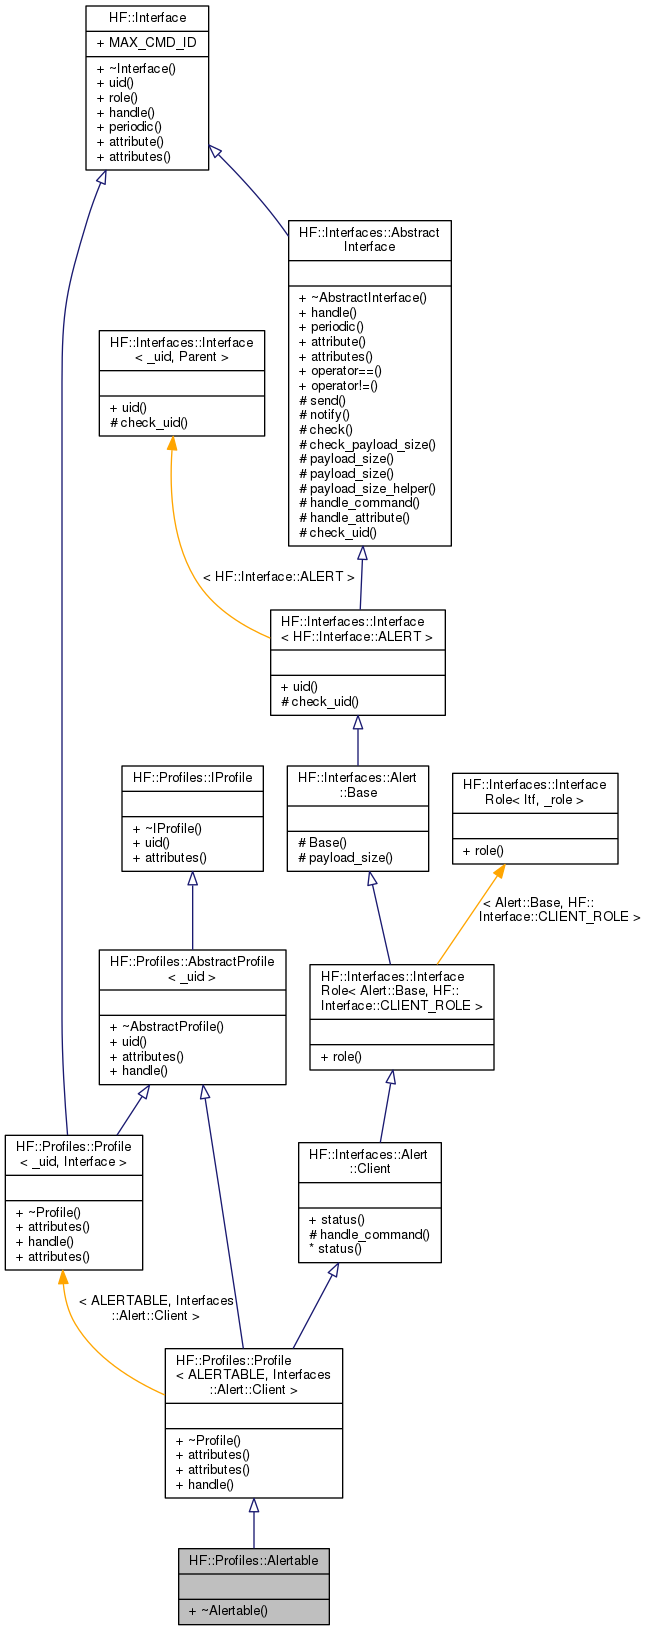 HF::Interface
+ MAX_CMD_ID
+ ~Interface()
+ uid()
+ role()
+ handle()
+ periodic()
+ attribute()
+ attributes()
HF::Interfaces::Abstract
Interface
+ ~AbstractInterface()
+ handle()
+ periodic()
+ attribute()
+ attributes()
+ operator==()
+ operator!=()
# send()
# notify()
# check()
# check_payload_size()
# payload_size()
# payload_size()
# payload_size_helper()
# handle_command()
# handle_attribute()
# check_uid()
HF::Interfaces::Interface
< _uid, Parent >
+ uid()
# check_uid()
< HF::Interface::ALERT >
HF::Interfaces::Interface
< HF::Interface::ALERT >
+ uid()
# check_uid()
HF::Profiles::IProfile
+ ~IProfile()
+ uid()
+ attributes()
HF::Interfaces::Alert
::Base
# Base()
# payload_size()
HF::Interfaces::Interface
Role< Itf, _role >
+ role()
< Alert::Base, HF::
Interface::CLIENT_ROLE >
HF::Profiles::AbstractProfile
< _uid >
+ ~AbstractProfile()
+ uid()
+ attributes()
+ handle()
HF::Interfaces::Interface
Role< Alert::Base, HF::
Interface::CLIENT_ROLE >
+ role()
HF::Profiles::Profile
< _uid, Interface >
+ ~Profile()
+ attributes()
+ handle()
+ attributes()
HF::Interfaces::Alert
::Client
+ status()
# handle_command()
* status()
< ALERTABLE, Interfaces
::Alert::Client >
HF::Profiles::Profile
< ALERTABLE, Interfaces
::Alert::Client >
+ ~Profile()
+ attributes()
+ attributes()
+ handle()
HF::Profiles::Alertable
+ ~Alertable()